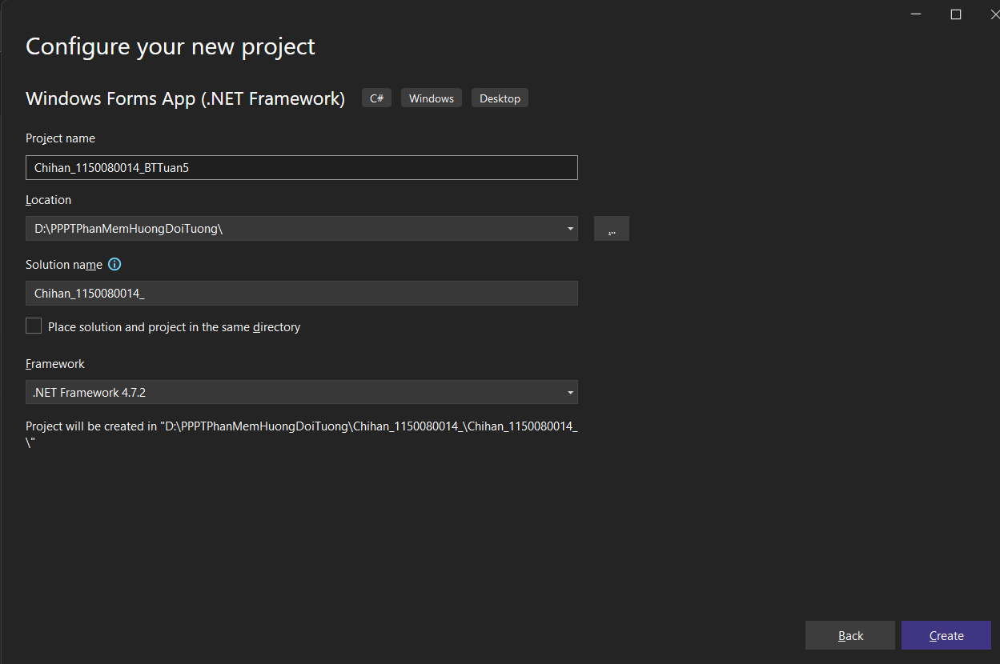 Configure your new project
Windows Forms App (.NET Framework) C# Windows Desktop
Project name
Chihan_1150080014_BTTuan5
Location
D:\PPPTPhanMemHuongDoiTuong\
...
Solution name
Chihan_1150080014_
Place solution and project in the same directory
Framework
.NET Framework 4.7.2
Project will be created in "D:\PPPTPhanMemHuongDoiTuong\Chihan_1150080014_\Chihan_1150080014_
\"
Back Create